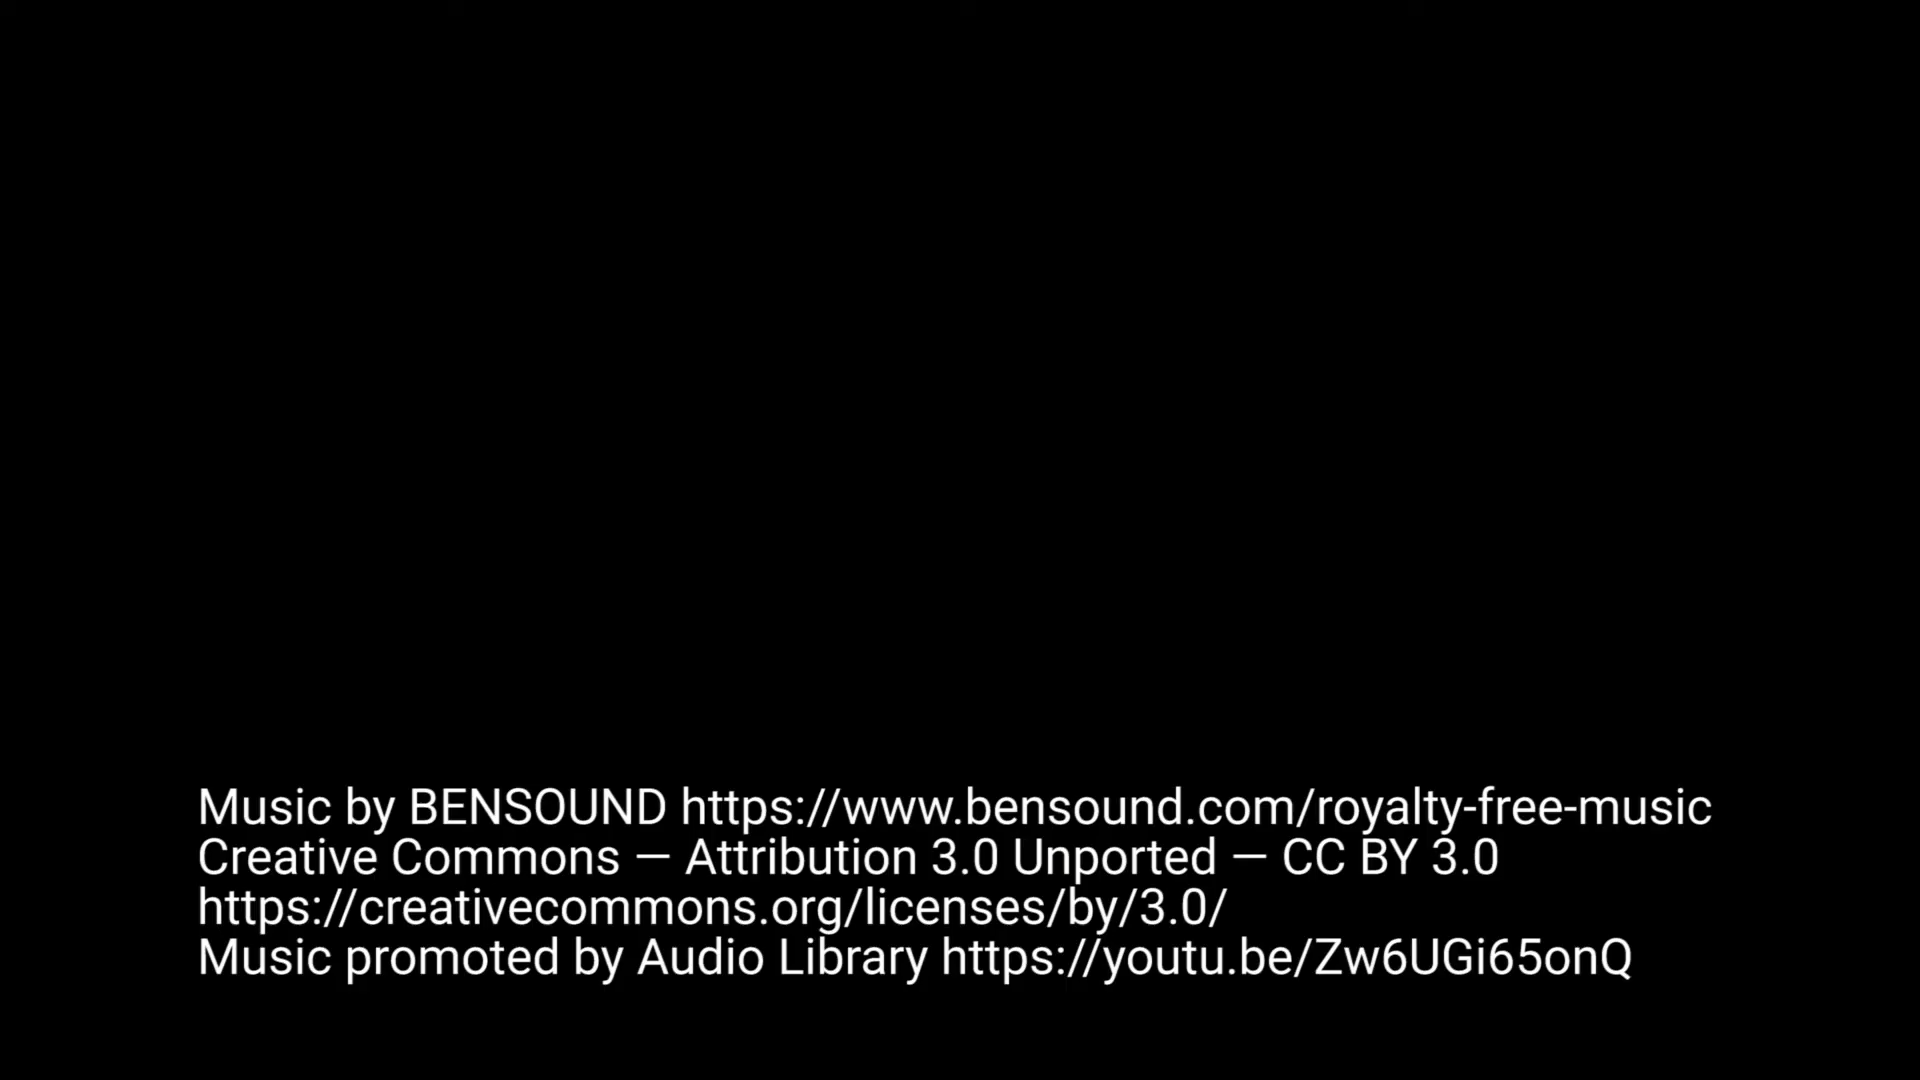 Music by BENSOUND https://www.bensound.com/royalty-free-music
Creative Commons — Attribution 3.0 Unported — CC BY 3.0
https://creativecommons.org/licenses/by/3.0/
Music promoted by Audio Library https://youtu.be/Zw6UGi65onQ